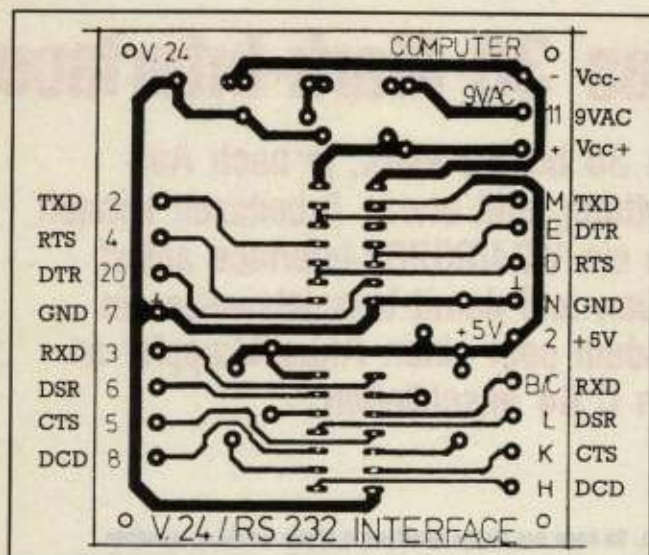 V. 24 COMPUTER
- Vcc-
9VAC 11 9VAC
+ Vcc+
TXD 2 M TXD
RTS 4 E DTR
DTR 20 D RTS
GND 7 N GND
+5V 2 +5V
RXD 3 B/C RXD
DSR 6 L DSR
CTS 5 K CTS
DCD 8 H DCD
V.24 / RS 232 INTERFACE